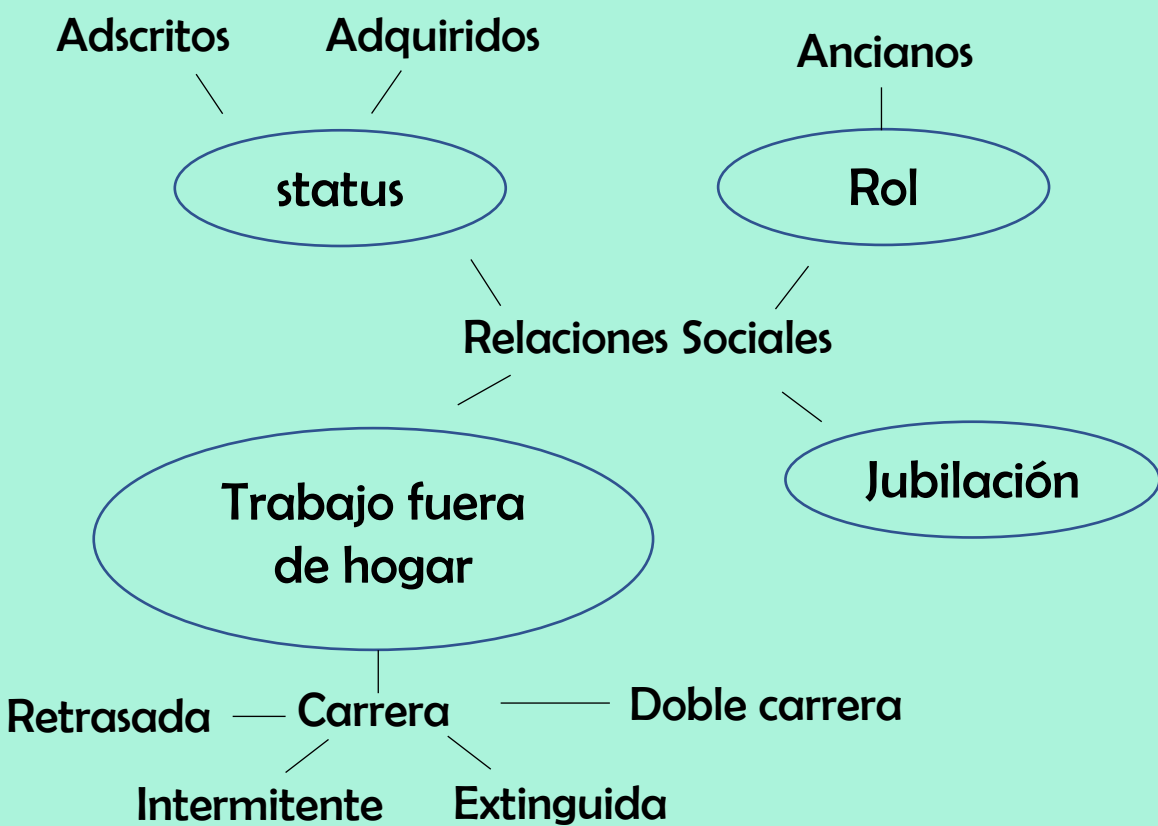 Adscritos
Adquiridos
Ancianos
status
Rol
Relaciones Sociales
Trabajo fuera
de hogar
Jubilación
Retrasada
Carrera
Doble carrera
Intermitente
Extinguida